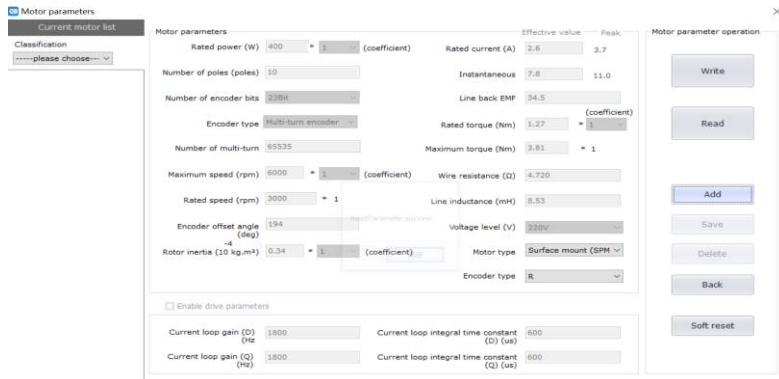 Motor parameters
Current motor list
Classification
-----please choose---
Motor parameters
Effective value Peak
Rated power (W) 400 * 1 (coefficient) Rated current (A) 2.6 3.7
Number of poles (poles) 10 Instantaneous 7.8 11.0
Number of encoder bits 23Bit Line back EMF 34.5
(coefficient)
Encoder type Multi-turn encoder Rated torque (Nm) 1.27 * 1
Number of multi-turn 65535 Maximum torque (Nm) 3.81 * 1
Maximum speed (rpm) 6000 * 1 (coefficient) Wire resistance (Ω) 4.720
Rated speed (rpm) 3000 * 1 Line inductance (mH) 8.53
ReadParameter success
Encoder offset angle (deg) 194 Voltage level (V) 220V
-4
Rotor inertia (10 kg.m²) 0.34 * 1 (coefficient) Motor type Surface mount (SPM
Encoder type R
Enable drive parameters
Current loop gain (D) (Hz 1800 Current loop integral time constant (D) (us) 600
Current loop gain (Q) (Hz) 1800 Current loop integral time constant (Q) (us) 600
Motor parameter operation
Write
Read
Add
Save
Delete
Back
Soft reset